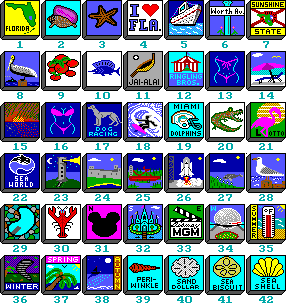 FLORIDA
I ♥
FLA.
Worth Av.
SUNSHINE
STATE
1 2 3 4 5 6 7
JAI-ALAI
RINGLING
BROS
8 9 10 11 12 13 14
DOG
RACING
MIAMI
DOLPHINS
LOTTO
15 16 17 18 19 20 21
SEA
WORLD
22 23 24 25 26 27 28
MGM
°F
29 30 31 32 33 34 35
WINTER
SPRING
PERI-
WINKLE
SAND
DOLLAR
SEA
BISCUIT
SEA
SHELL
36 37 38 39 40 41 42